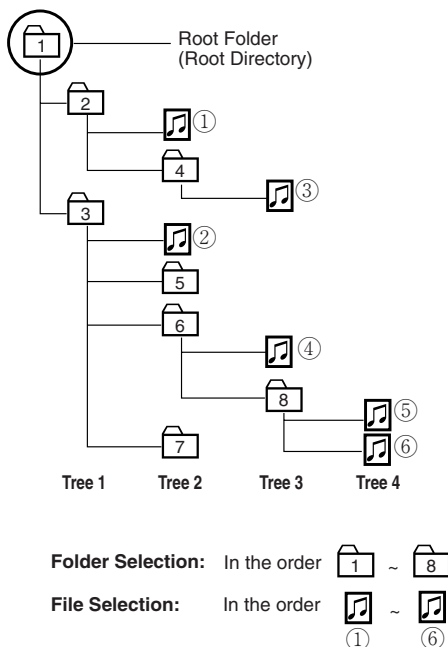 1 Root Folder
(Root Directory)
2
①
4
③
3
②
5
6
④
8
⑤
⑥
7
Tree 1 Tree 2 Tree 3 Tree 4
Folder Selection: In the order 1 ~ 8
File Selection: In the order ~
① ⑥